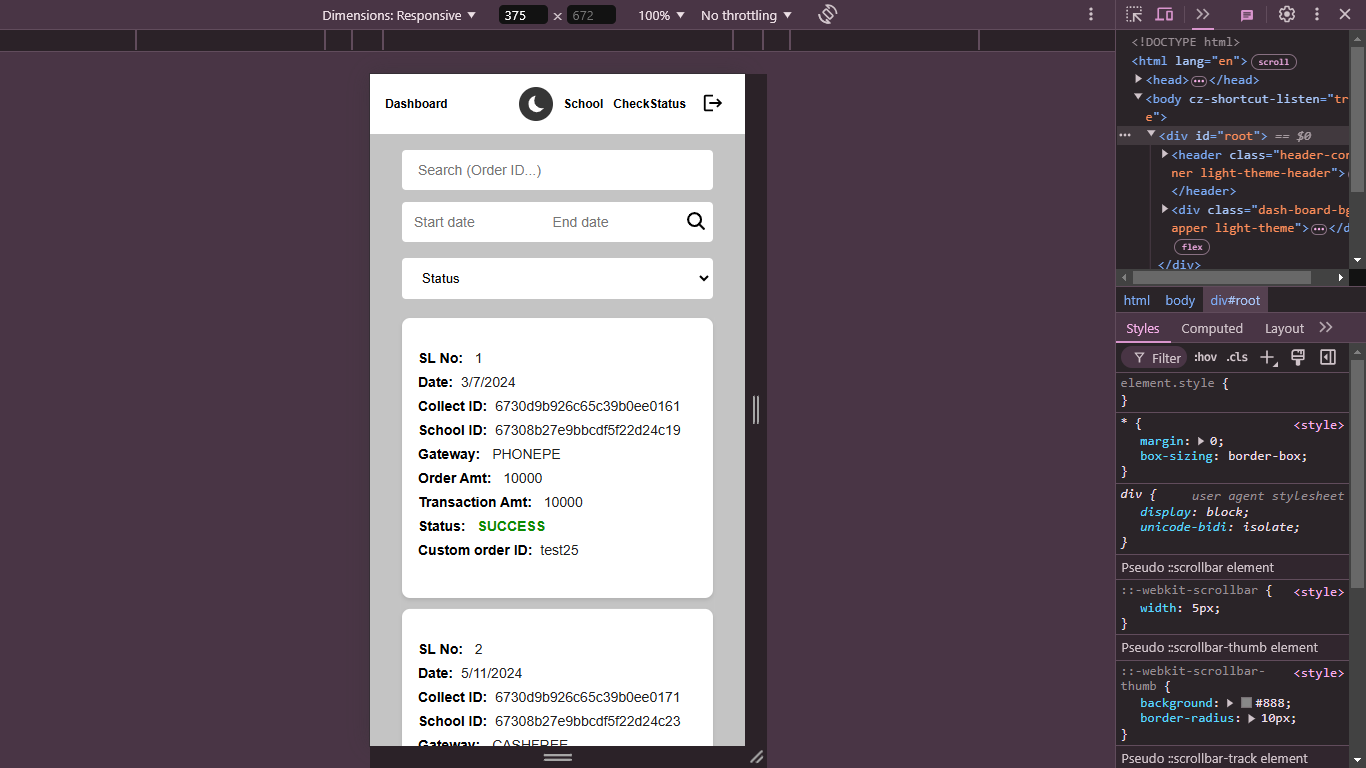 Dimensions: Responsive 375 x 672 100% No throttling
Dashboard School CheckStatus
Search (Order ID...)
Start date End date
Status
SL No: 1
Date: 3/7/2024
Collect ID: 6730d9b926c65c39b0ee0161
School ID: 67308b27e9bbcdf5f22d24c19
Gateway: PHONEPE
Order Amt: 10000
Transaction Amt: 10000
Status: SUCCESS
Custom order ID: test25
SL No: 2
Date: 5/11/2024
Collect ID: 6730d9b926c65c39b0ee0171
School ID: 67308b27e9bbcdf5f22d24c23
Gateway: CASHFREE
<!DOCTYPE html>
<html lang="en"> scroll
<head> ••• </head>
<body cz-shortcut-listen="tr
e">
••• <div id="root"> == $0
<header class="header-con
ner light-theme-header">
</header>
<div class="dash-board-bg
apper light-theme"> ••• </d
flex
</div>
html body div#root
Styles Computed Layout
Filter :hov .cls
element.style {
}
* { <style>
margin: 0;
box-sizing: border-box;
}
div { user agent stylesheet
display: block;
unicode-bidi: isolate;
}
Pseudo ::scrollbar element
::-webkit-scrollbar { <style>
width: 5px;
}
Pseudo ::scrollbar-thumb element
::-webkit-scrollbar- <style>
thumb {
background: #888;
border-radius: 10px;
}
Pseudo ::scrollbar-track element